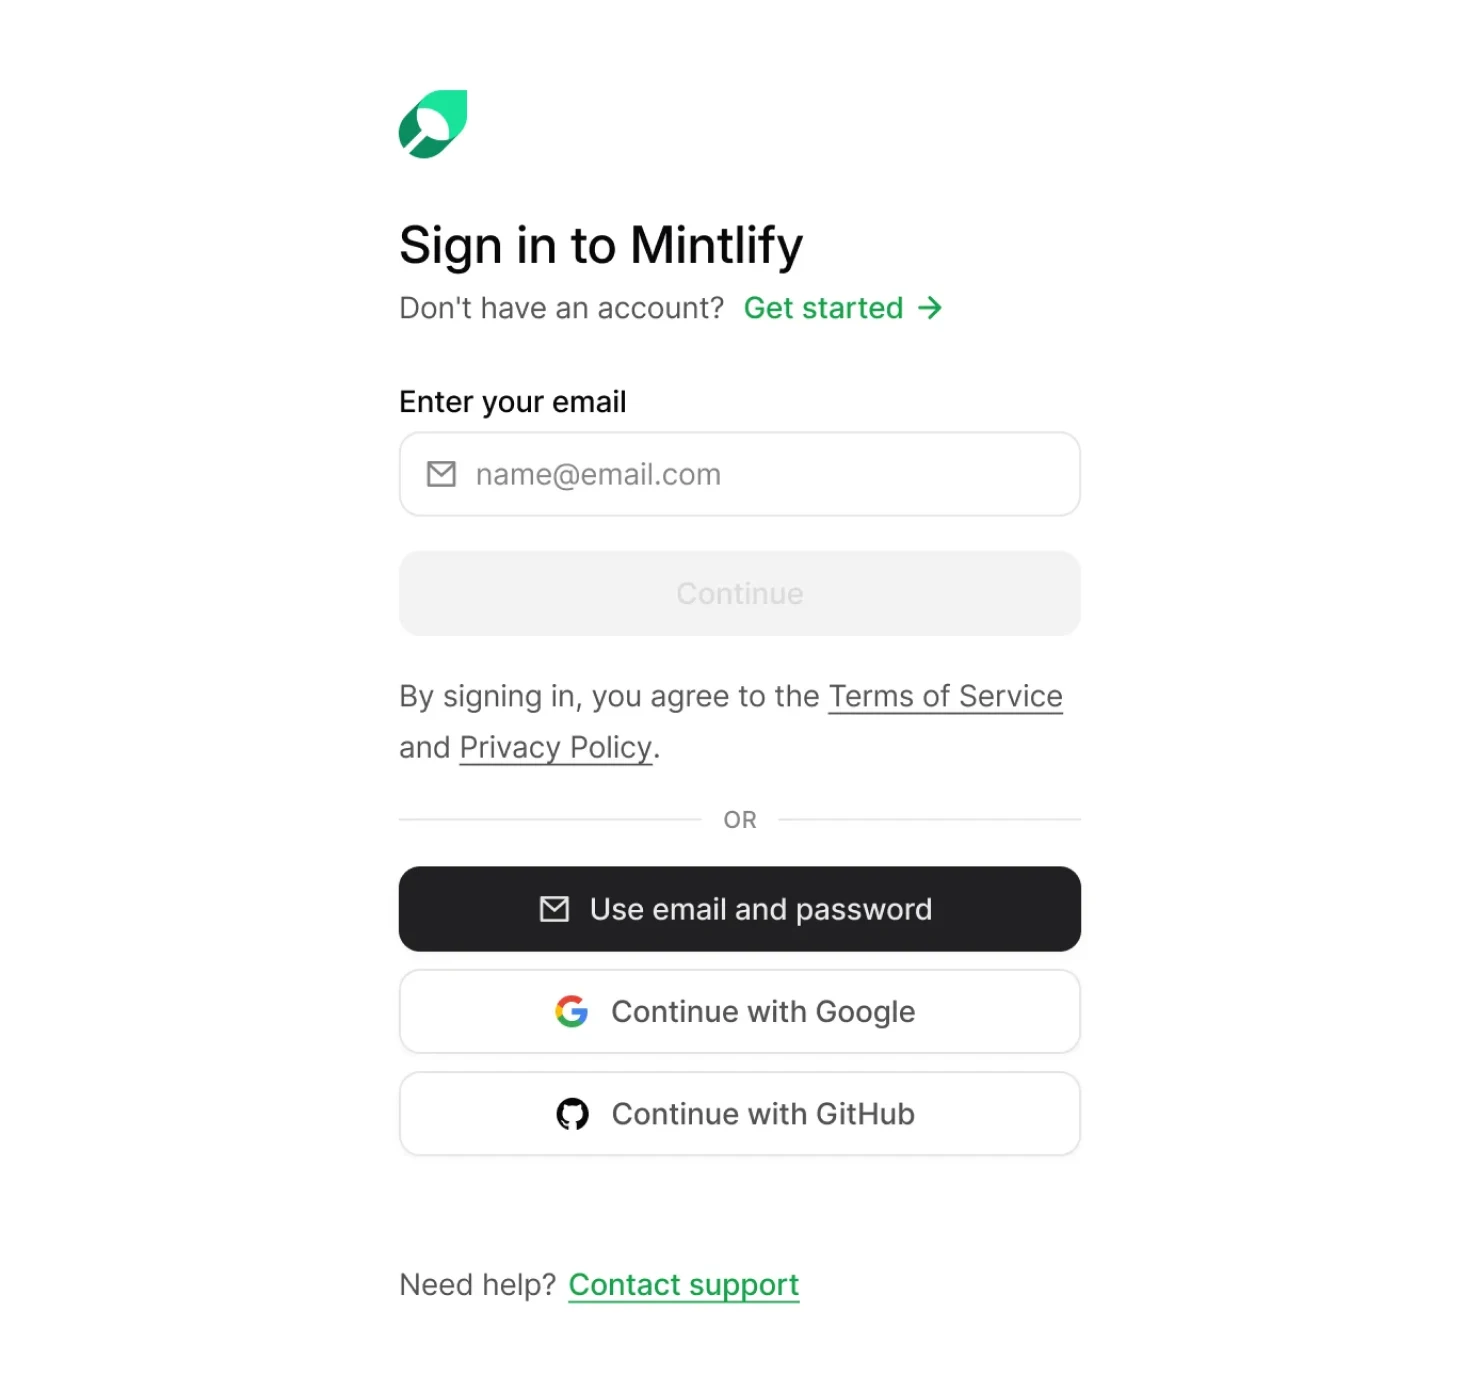 Sign in to Mintlify
Don't have an account? Get started →
Enter your email
name@email.com
Continue
By signing in, you agree to the Terms of Service
and Privacy Policy.
OR
Use email and password
Continue with Google
Continue with GitHub
Need help? Contact support